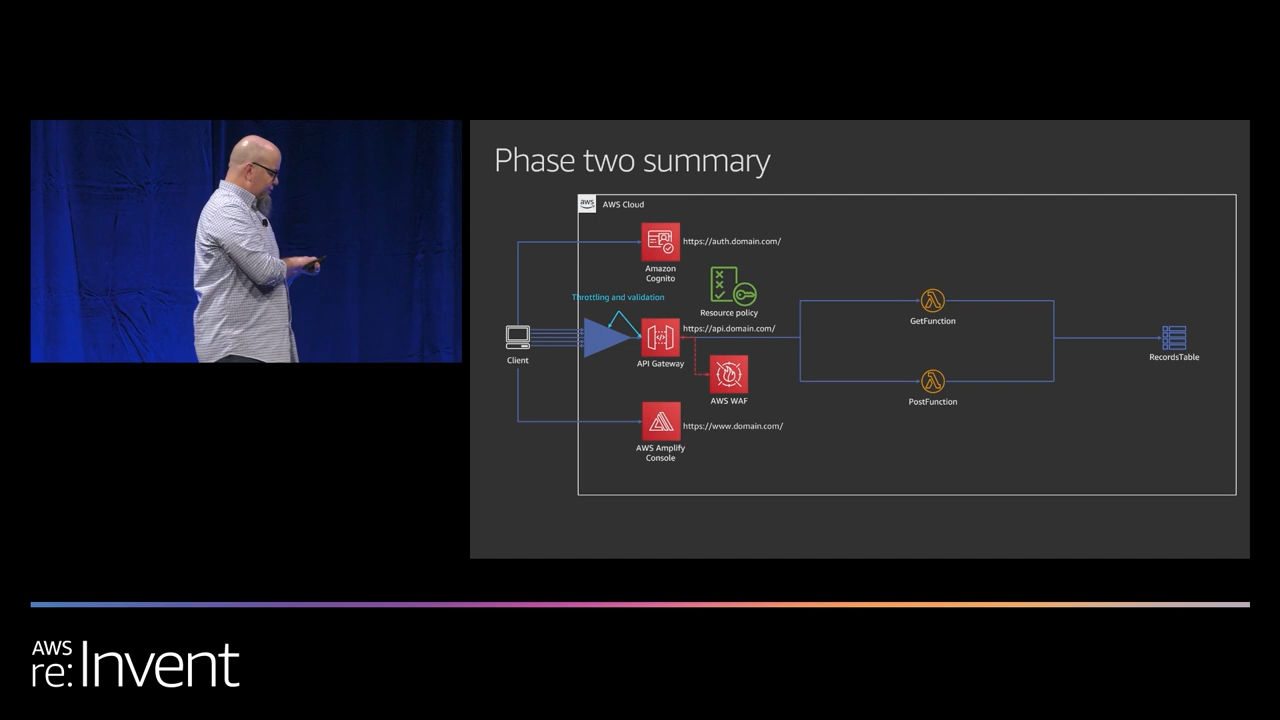 Phase two summary
aws
AWS Cloud
https://auth.domain.com/
Amazon
Cognito
Throttling and validation
Resource policy
https://api.domain.com/
GetFunction
Client
API Gateway
RecordsTable
AWS WAF
PostFunction
https://www.domain.com/
AWS Amplify
Console
AWS
re:Invent